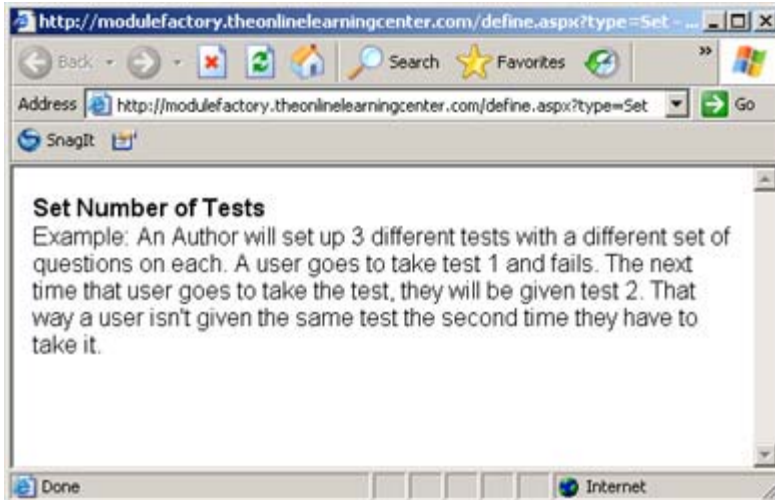 http://modulefactory.theonlinelearningcenter.com/define.aspx?type=Set - ...
Back Search Favorites »
Address http://modulefactory.theonlinelearningcenter.com/define.aspx?type=Set Go
SnagIt
Set Number of Tests
Example: An Author will set up 3 different tests with a different set of
questions on each. A user goes to take test 1 and fails. The next
time that user goes to take the test, they will be given test 2. That
way a user isn't given the same test the second time they have to
take it.
Done Internet